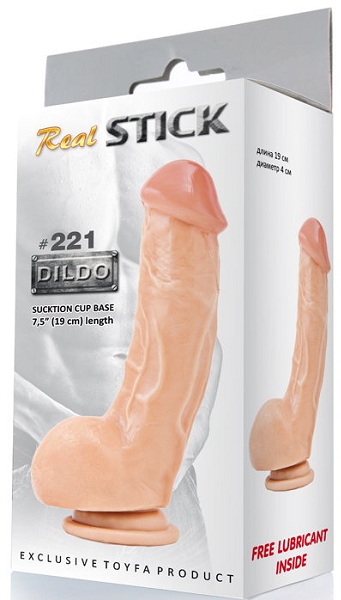 Real STICK
#221
DILDO
SUCKTION CUP BASE
7,5" (19 cm) length
EXCLUSIVE TOYFA PRODUCT
длина 19 см
диаметр 4 см
FREE LUBRICANT
INSIDE